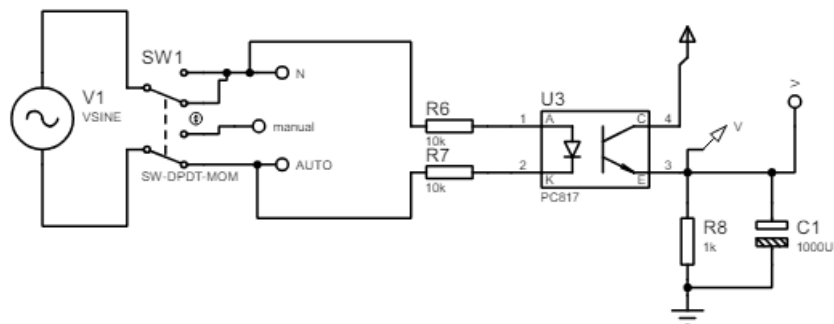 SW1
N
V1
VSINE
manual
AUTO
SW-DPDT-MOM
R6
10k
R7
10k
U3
1
A
C
4
2
K
E
3
PC817
V
V
R8
1k
C1
1000U